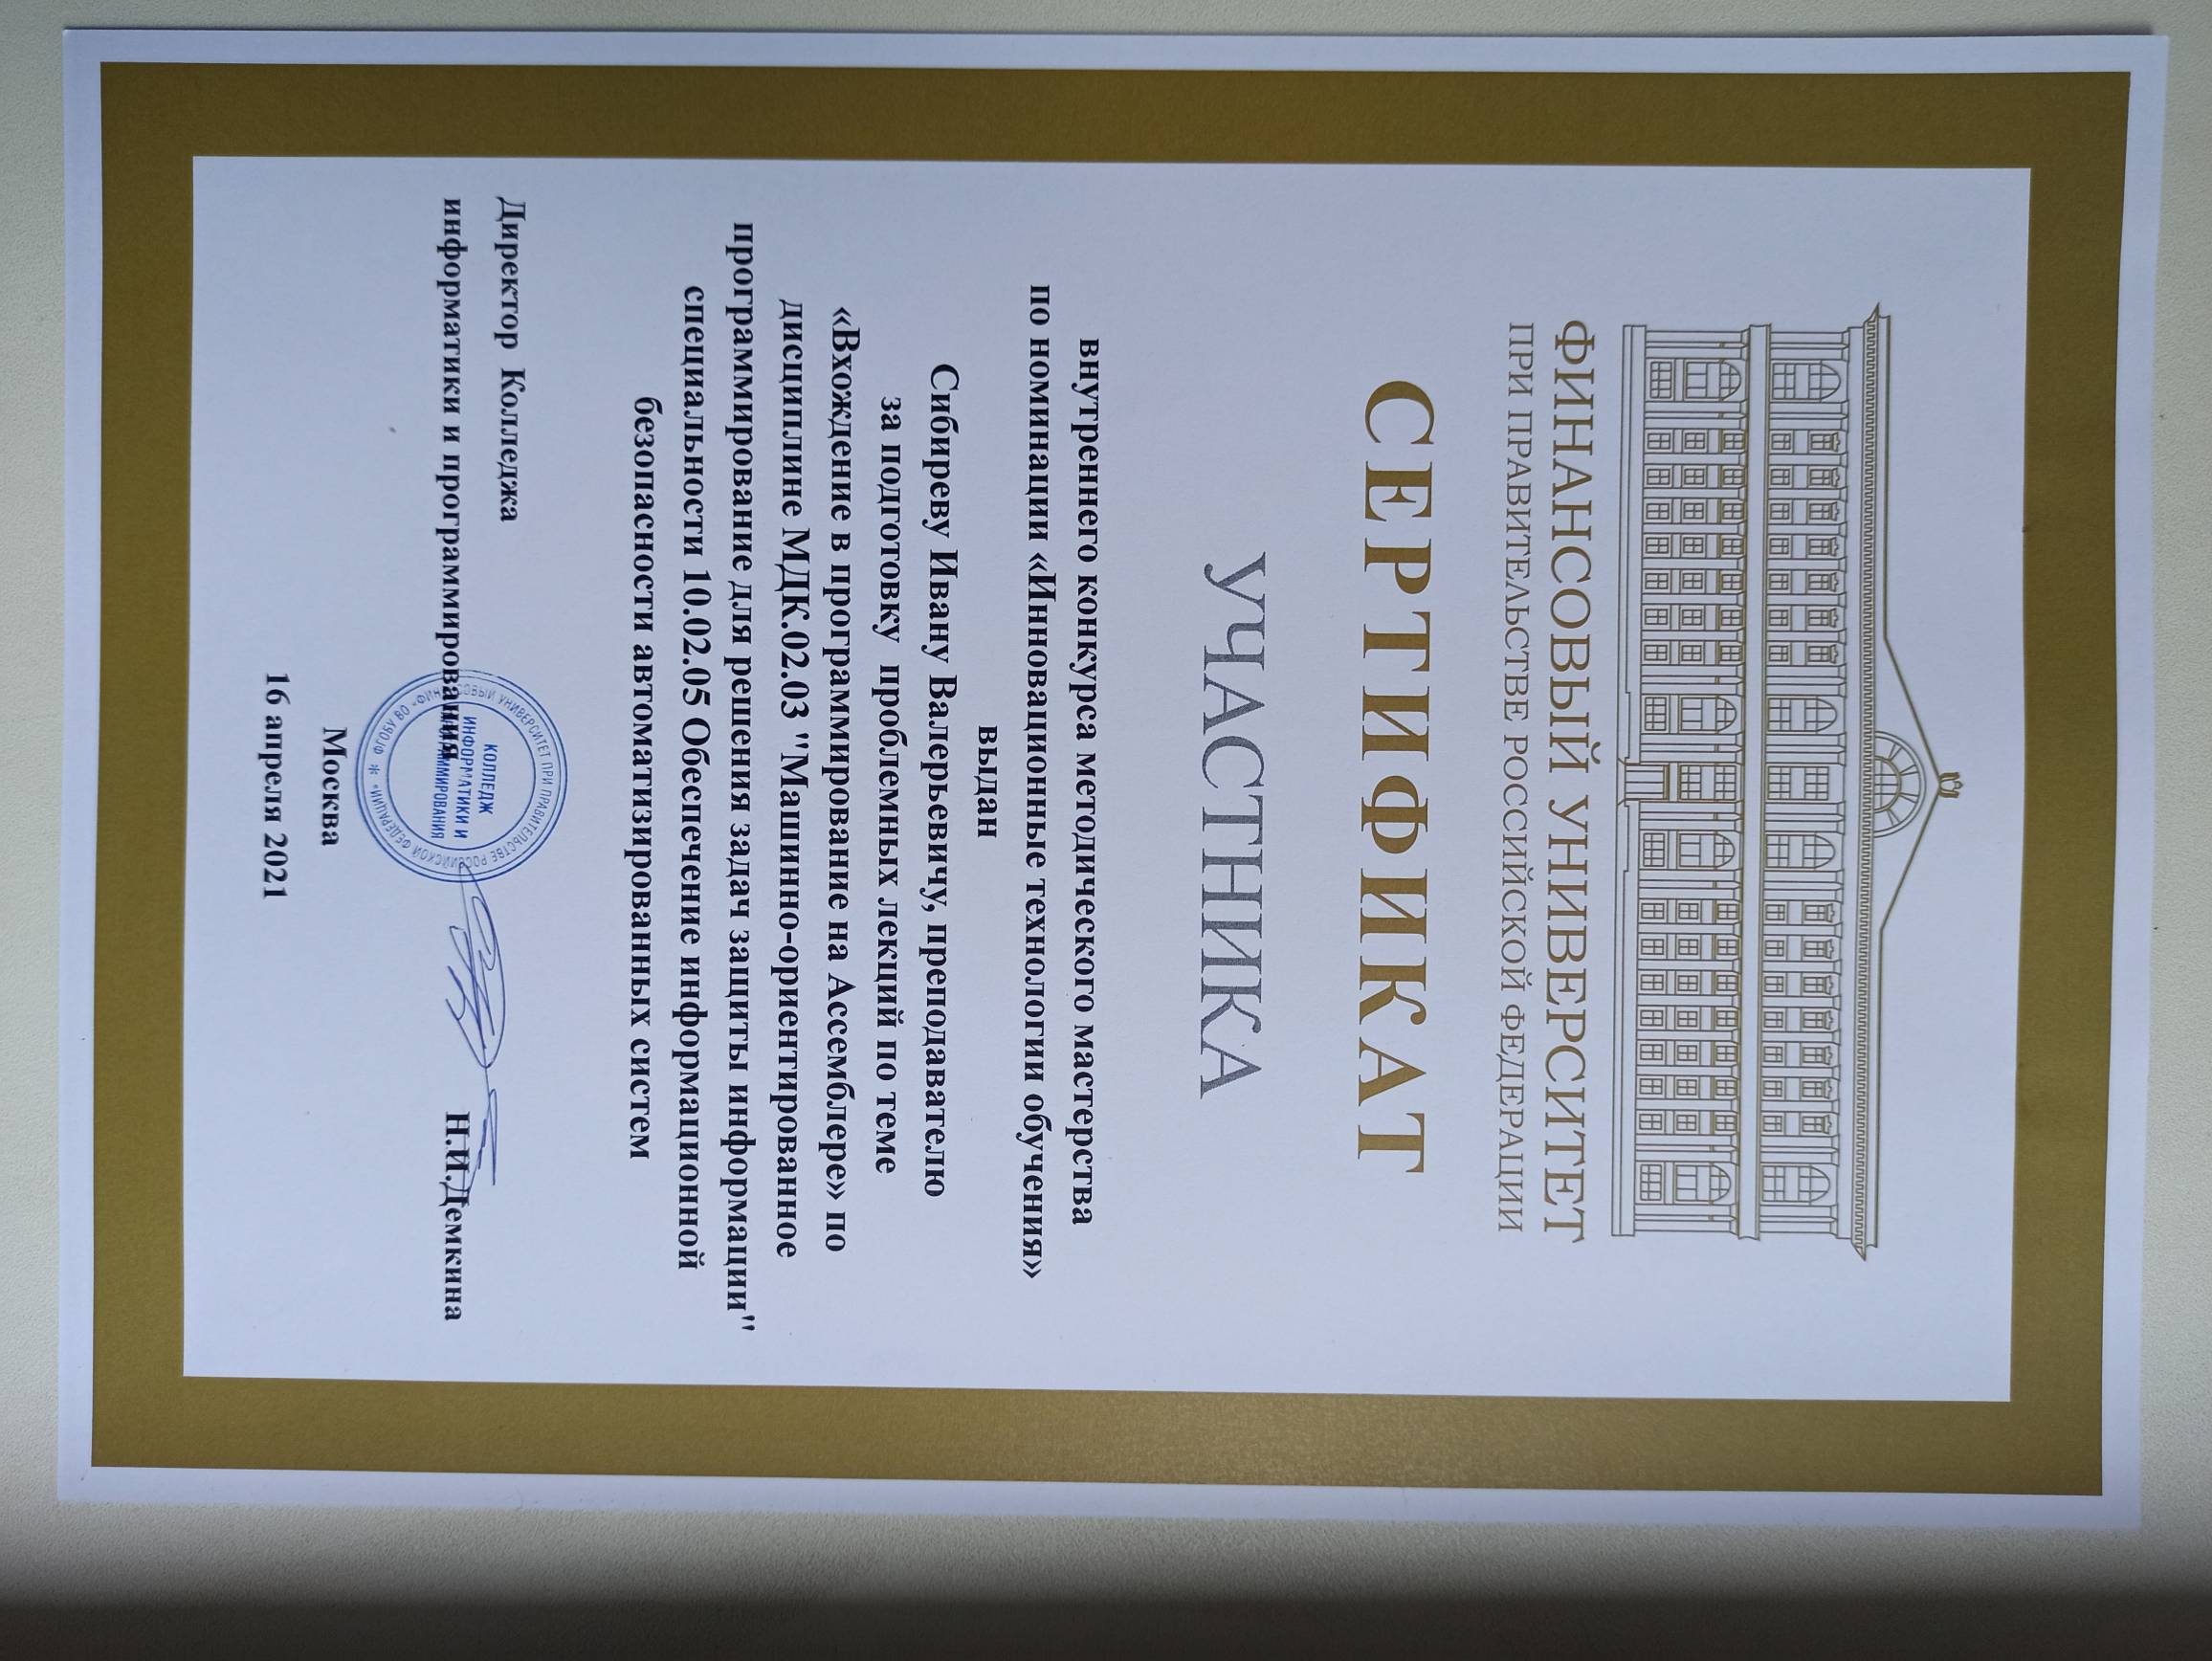 ФИНАНСОВЫЙ УНИВЕРСИТЕТ
ПРИ ПРАВИТЕЛЬСТВЕ РОССИЙСКОЙ ФЕДЕРАЦИИ
СЕРТИФИКАТ
УЧАСТНИКА
внутреннего конкурса методического мастерства
по номинации «Инновационные технологии обучения»
выдан
Сибиреву Ивану Валерьевичу, преподавателю
за подготовку проблемных лекций по теме
«Вхождение в программирование на Ассемблере» по
дисциплине МДК.02.03 "Машинно-ориентированное
программирование для решения задач защиты информации"
специальности 10.02.05 Обеспечение информационной
безопасности автоматизированных систем
Директор Колледжа
информатики и программирования
Н.И.Демкина
ФГОБУ ВО «ФИНАНСОВЫЙ УНИВЕРСИТЕТ ПРИ ПРАВИТЕЛЬСТВЕ РОССИЙСКОЙ ФЕДЕРАЦИИ»
КОЛЛЕДЖ
ИНФОРМАТИКИ И
ПРОГРАММИРОВАНИЯ
Москва
16 апреля 2021